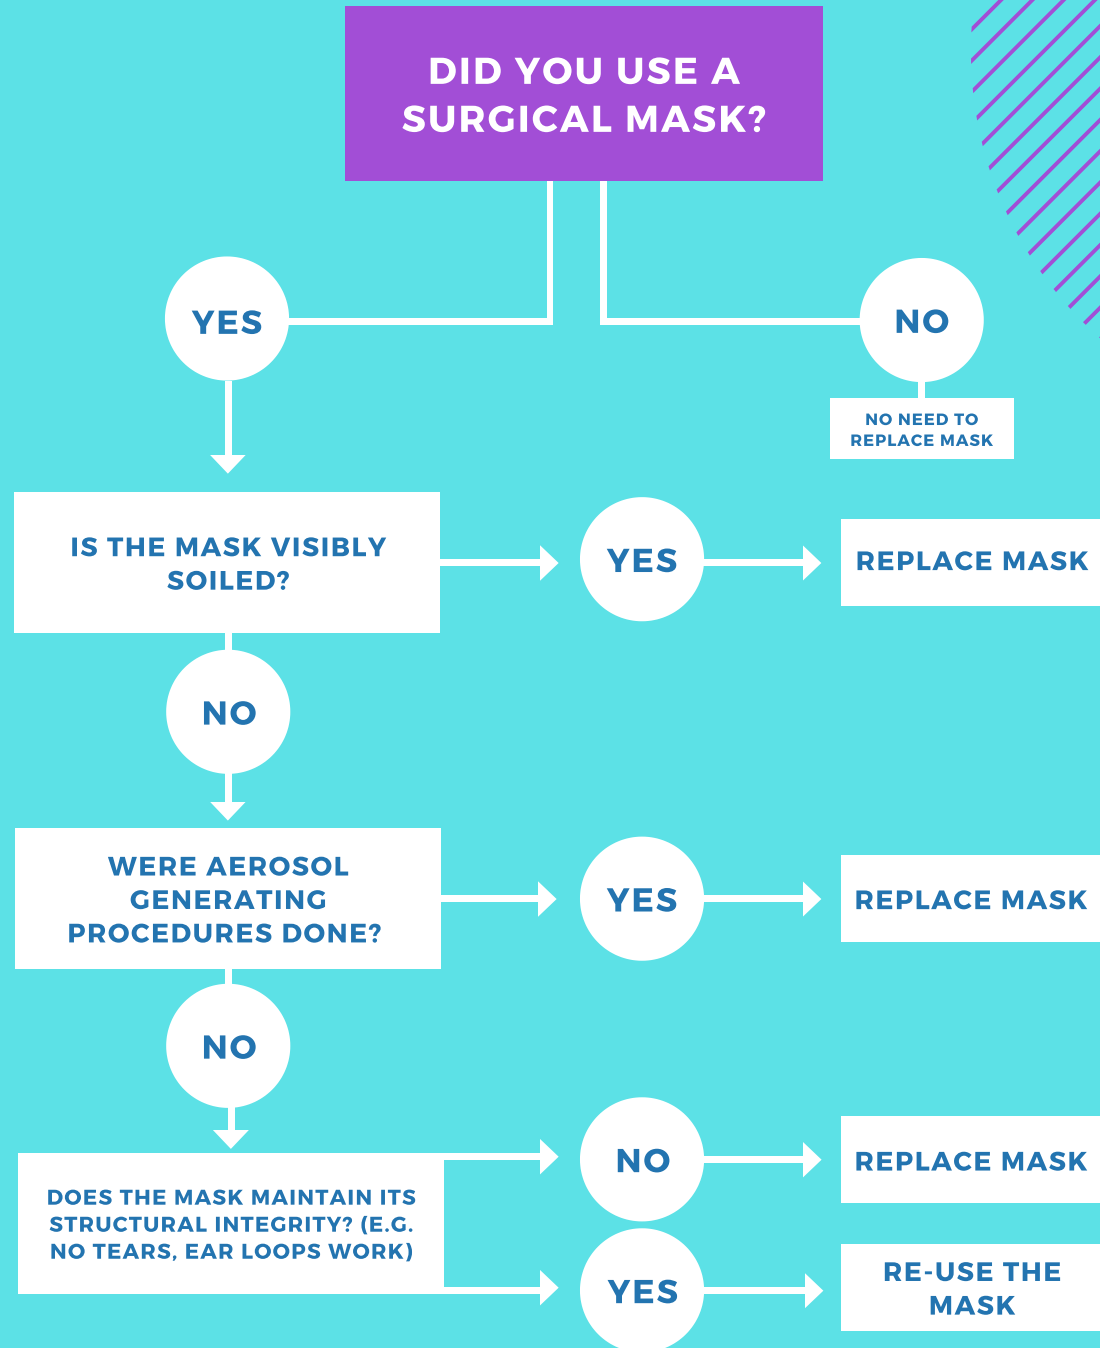 DID YOU USE A
SURGICAL MASK?
YES
NO
NO NEED TO
REPLACE MASK
IS THE MASK VISIBLY
SOILED?
YES
REPLACE MASK
NO
WERE AEROSOL
GENERATING
PROCEDURES DONE?
YES
REPLACE MASK
NO
DOES THE MASK MAINTAIN ITS
STRUCTURAL INTEGRITY? (E.G.
NO TEARS, EAR LOOPS WORK)
NO
REPLACE MASK
YES
RE-USE THE
MASK